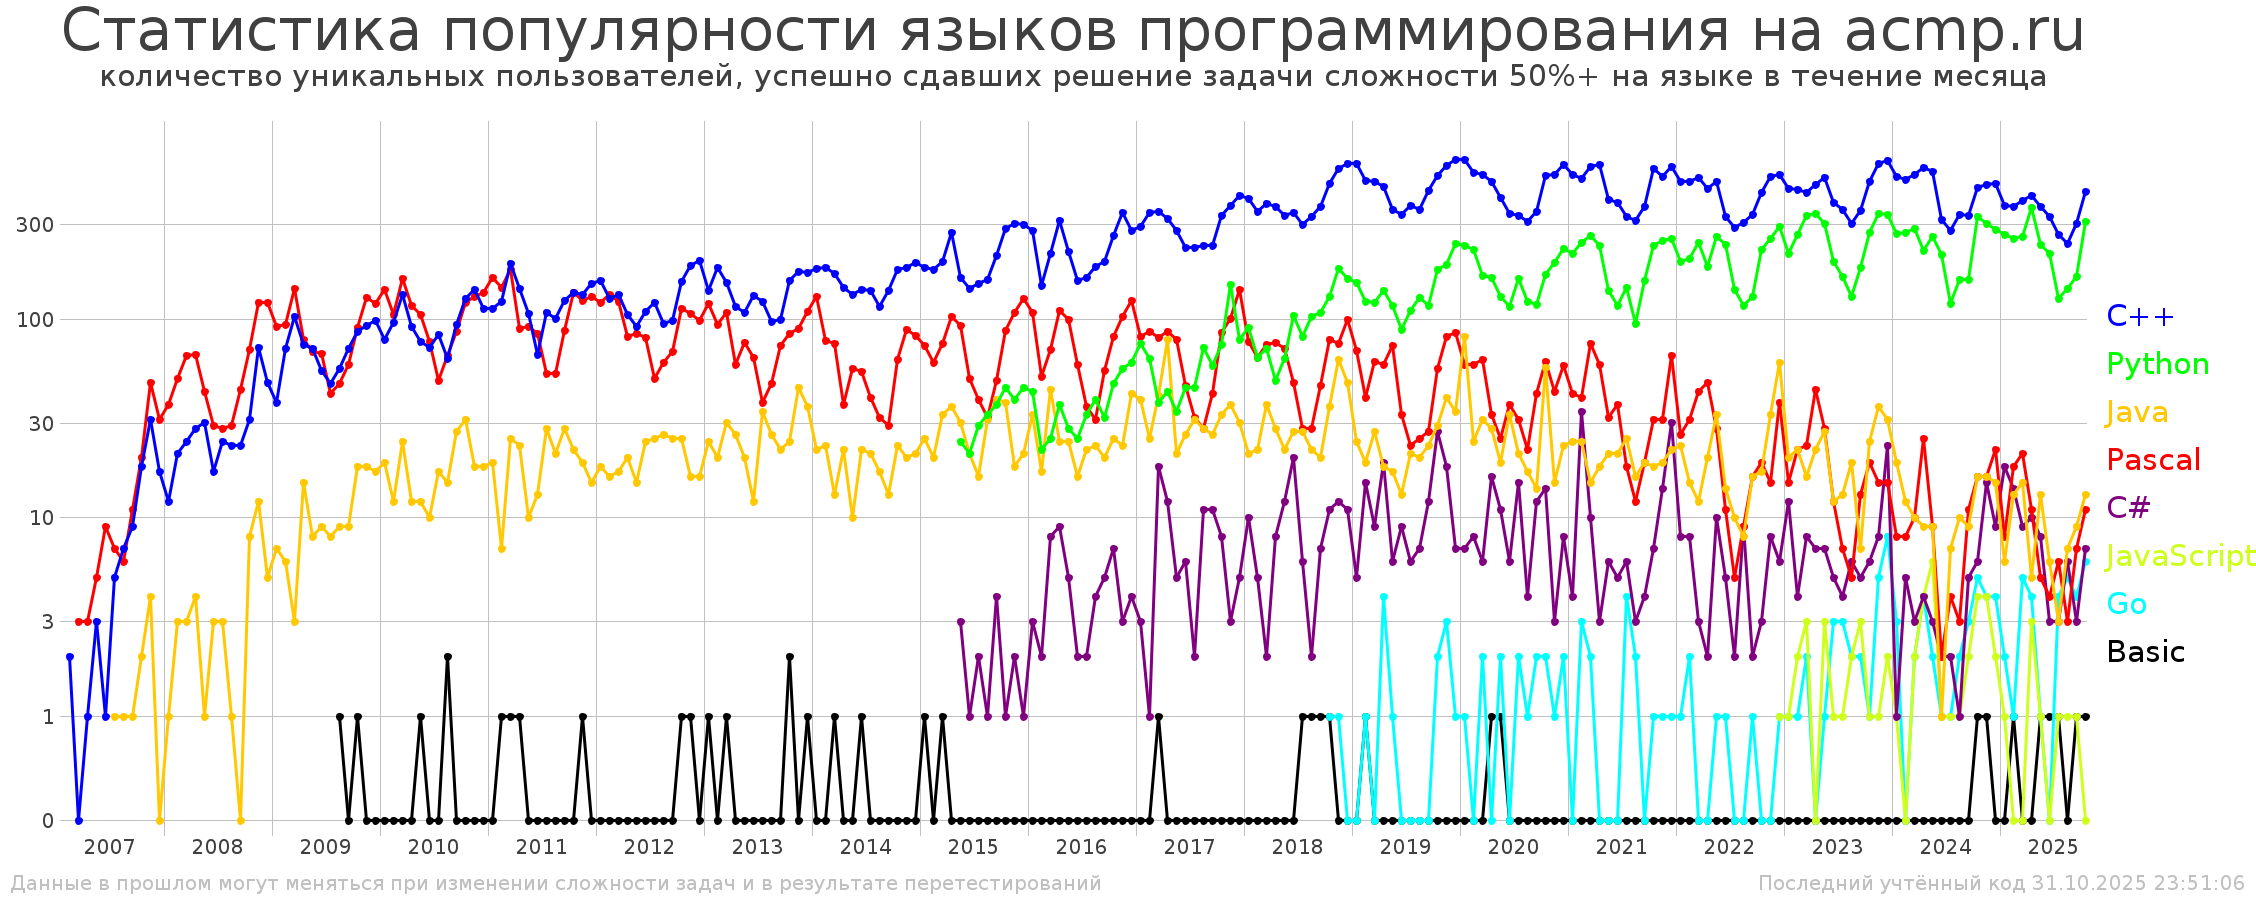 Статистика популярности языков программирования на acmp.ru
количество уникальных пользователей, успешно сдавших решение задачи сложности 50%+ на языке в течение месяца
300
100
30
10
3
1
0
C++
Python
Java
Pascal
C#
JavaScript
Go
Basic
2007 2008 2009 2010 2011 2012 2013 2014 2015 2016 2017 2018 2019 2020 2021 2022 2023 2024 2025
Данные в прошлом могут меняться при изменении сложности задач и в результате перетестирований
Последний учтённый код 31.10.2025 23:51:06